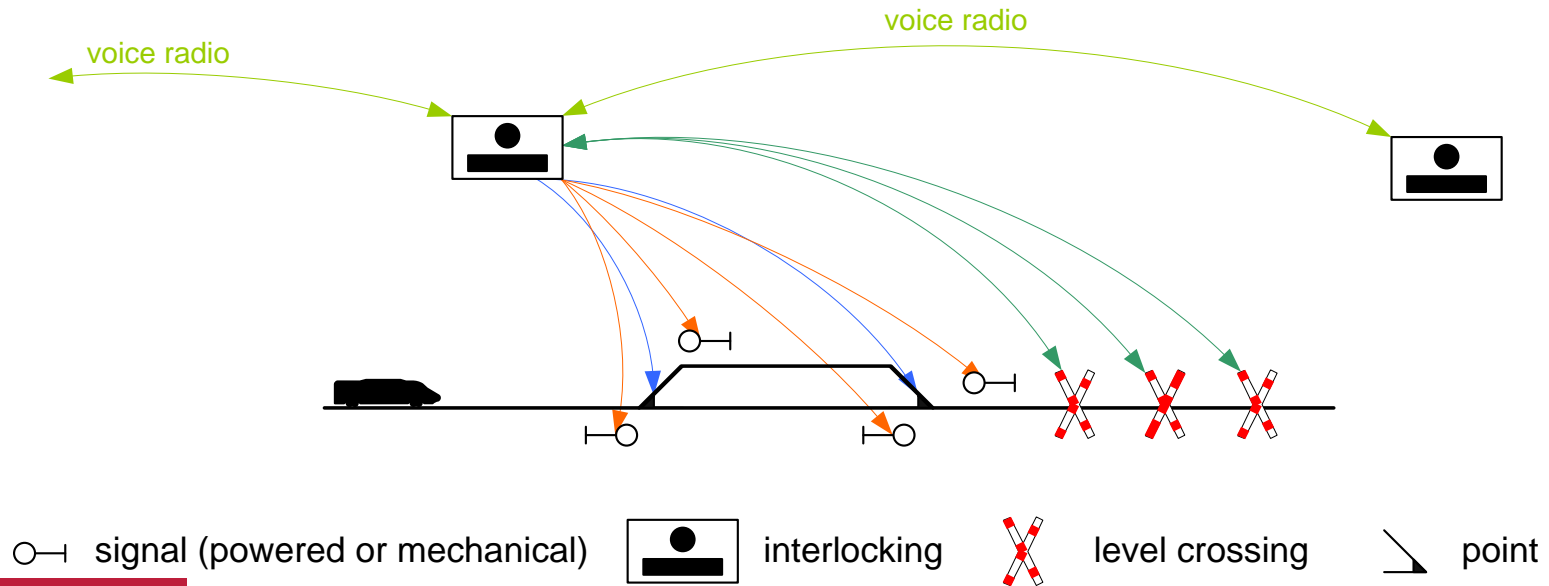 voice radio
voice radio
signal (powered or mechanical)
interlocking
level crossing
point